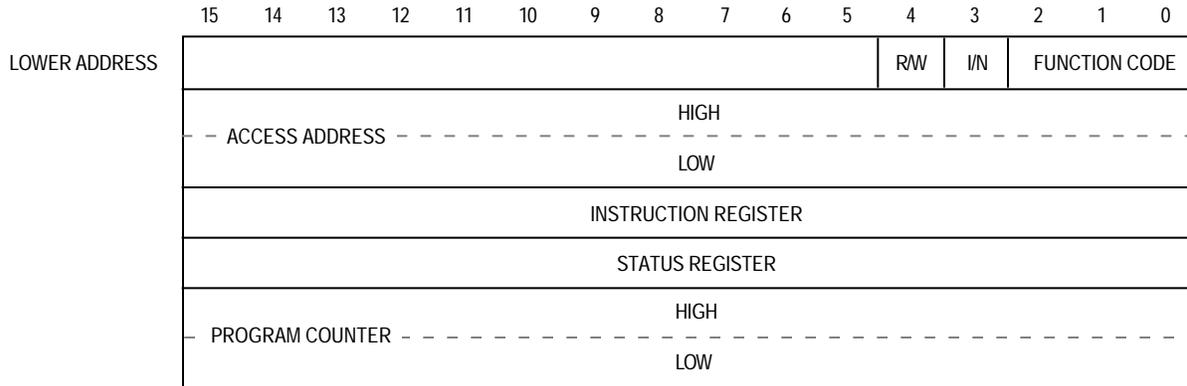 15 14 13 12 11 10 9 8 7 6 5 4 3 2 1 0
LOWER ADDRESS R/W I/N FUNCTION CODE
HIGH
ACCESS ADDRESS
LOW
INSTRUCTION REGISTER
STATUS REGISTER
HIGH
PROGRAM COUNTER
LOW